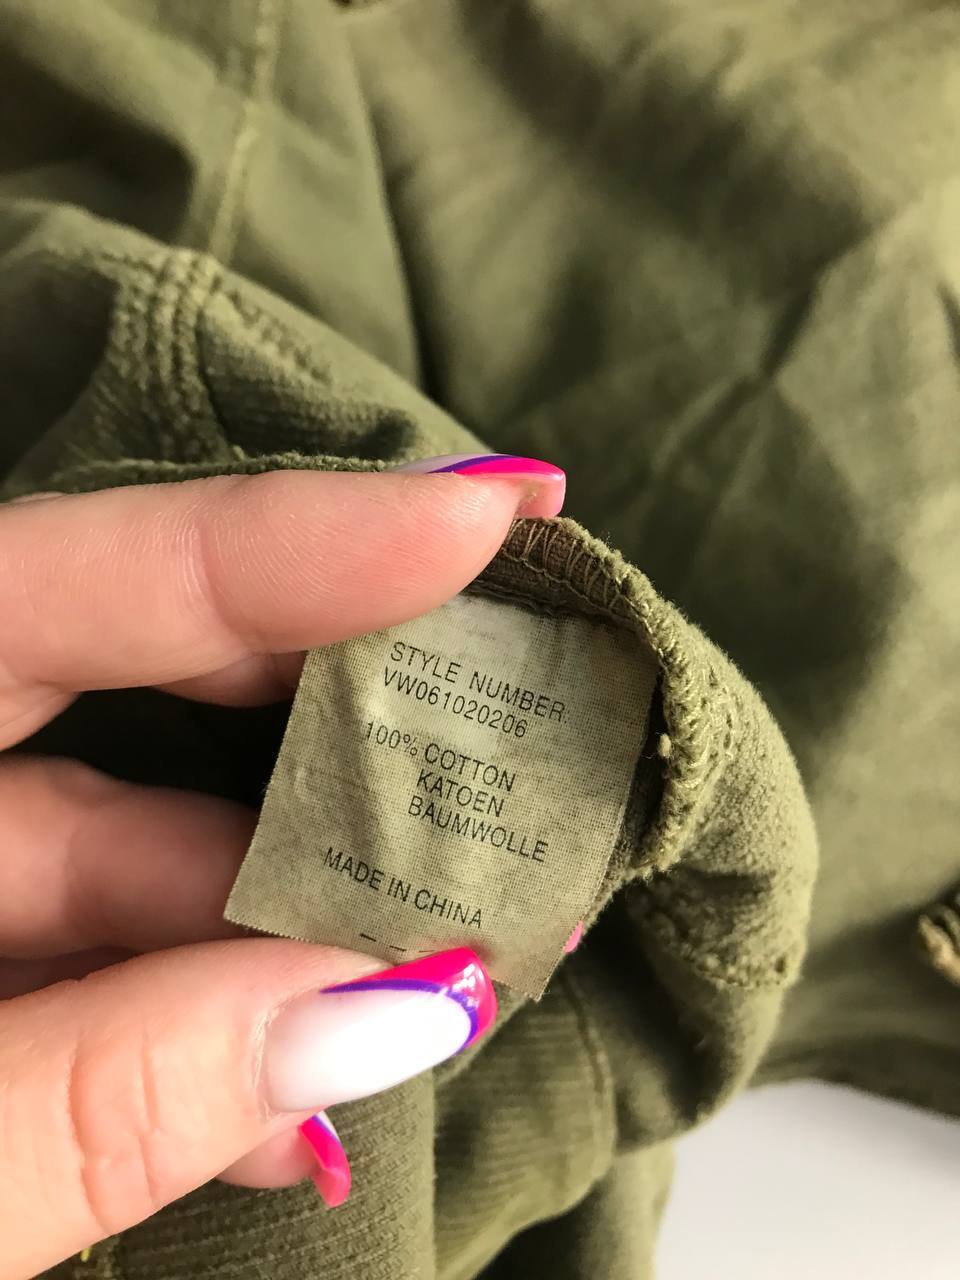 STYLE NUMBER
VW061020206
100% COTTON
KATOEN
BAUMWOLLE
MADE IN CHINA